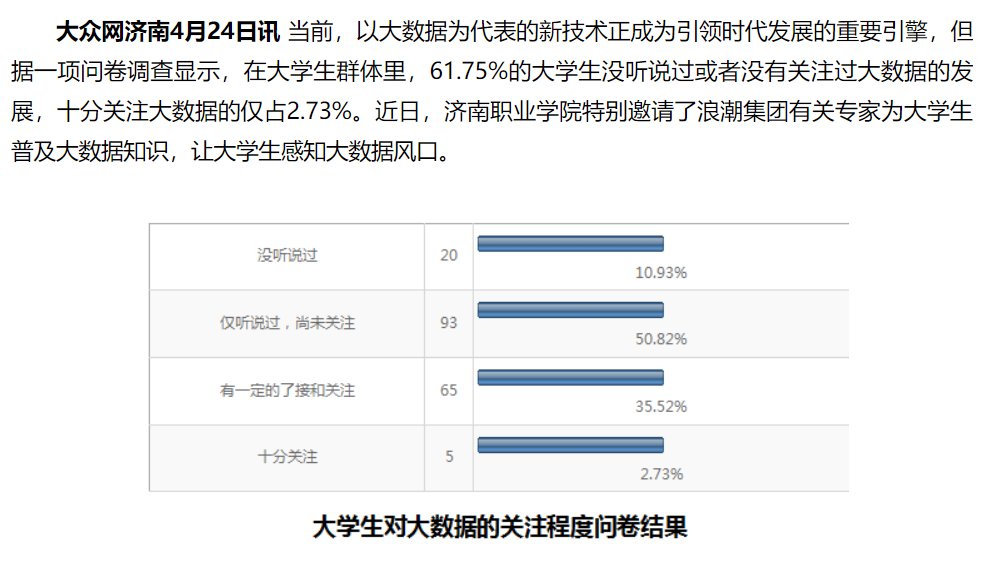 大众网济南4月24日讯 当前，以大数据为代表的新技术正成为引领时代发展的重要引擎，但
据一项问卷调查显示，在大学生群体里，61.75%的大学生没听说过或者没有关注过大数据的发
展，十分关注大数据的仅占2.73%。近日，济南职业学院特别邀请了浪潮集团有关专家为大学生
普及大数据知识，让大学生感知大数据风口。
没听说过 20 10.93%
仅听说过，尚未关注 93 50.82%
有一定的了接和关注 65 35.52%
十分关注 5 2.73%
大学生对大数据的关注程度问卷结果